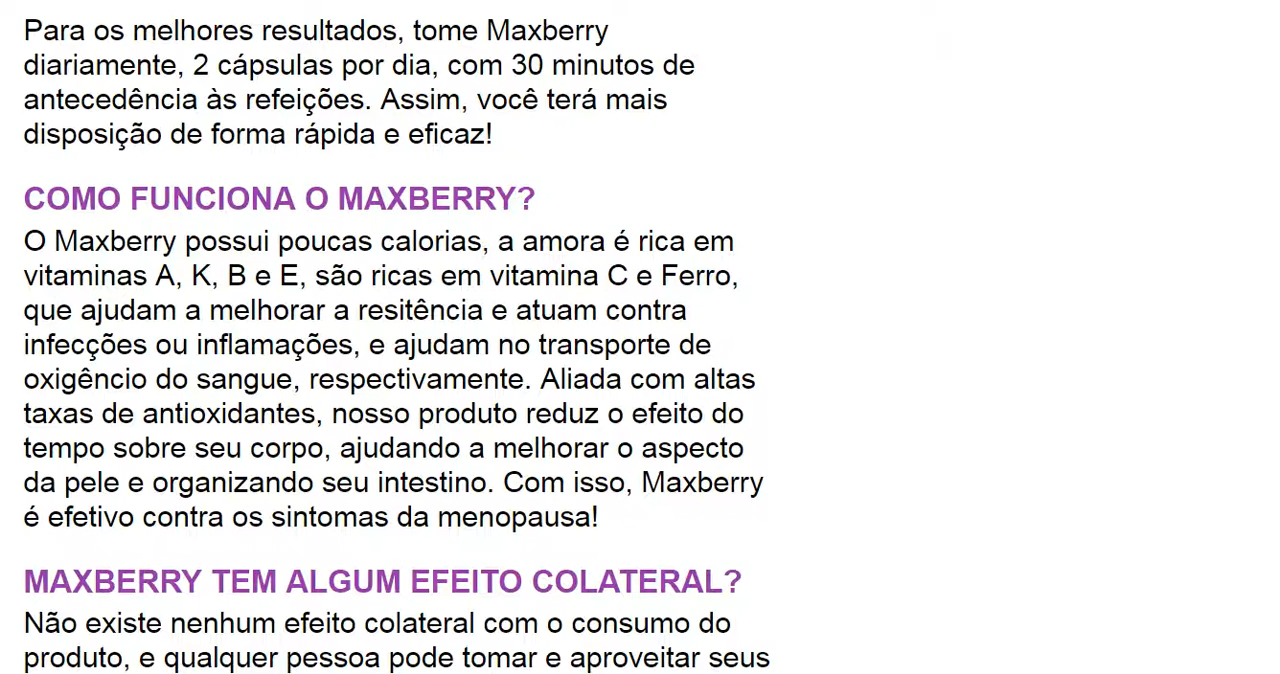 Para os melhores resultados, tome Maxberry
diariamente, 2 cápsulas por dia, com 30 minutos de
antecedência às refeições. Assim, você terá mais
disposição de forma rápida e eficaz!
COMO FUNCIONA O MAXBERRY?
O Maxberry possui poucas calorias, a amora é rica em
vitaminas A, K, B e E, são ricas em vitamina C e Ferro,
que ajudam a melhorar a resitência e atuam contra
infecções ou inflamações, e ajudam no transporte de
oxigêncio do sangue, respectivamente. Aliada com altas
taxas de antioxidantes, nosso produto reduz o efeito do
tempo sobre seu corpo, ajudando a melhorar o aspecto
da pele e organizando seu intestino. Com isso, Maxberry
é efetivo contra os sintomas da menopausa!
MAXBERRY TEM ALGUM EFEITO COLATERAL?
Não existe nenhum efeito colateral com o consumo do
produto, e qualquer pessoa pode tomar e aproveitar seus